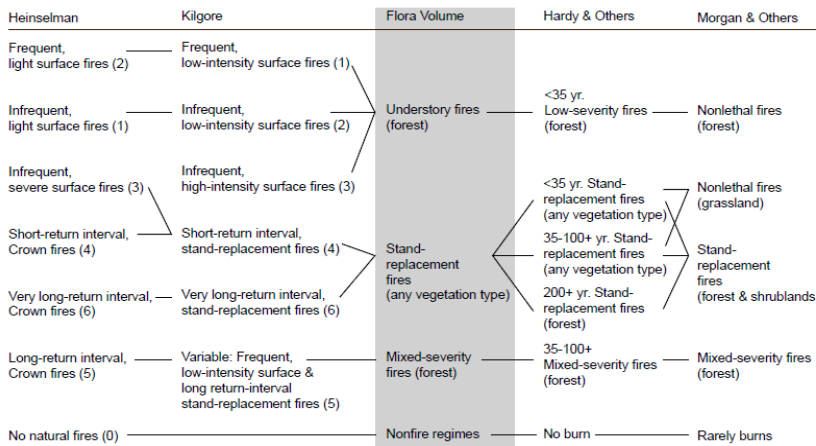 Heinselman
Kilgore
Flora Volume
Hardy & Others
Morgan & Others
Frequent,
light surface fires (2)
Frequent,
low-intensity surface fires (1)
Infrequent,
light surface fires (1)
Infrequent,
low-intensity surface fires (2)
Understory fires
(forest)
<35 yr.
Low-severity fires
(forest)
Nonlethal fires
(forest)
Infrequent,
severe surface fires (3)
Infrequent,
high-intensity surface fires (3)
<35 yr. Stand-
replacement fires
(any vegetation type)
Nonlethal fires
(grassland)
Short-return interval,
Crown fires (4)
Short-return interval,
stand-replacement fires (4)
Stand-
replacement
fires
(any vegetation type)
35-100+ yr. Stand-
replacement fires
(any vegetation type)
Stand-
replacement
fires
(forest & shrublands
Very long-return interval,
Crown fires (6)
Very long-return interval,
stand-replacement fires (6)
200+ yr. Stand-
replacement fires
(forest)
Long-return interval,
Crown fires (5)
Variable: Frequent,
low-intensity surface &
long return-interval
stand-replacement fires (5)
Mixed-severity
fires (forest)
35-100+
Mixed-severity fires
(forest)
Mixed-severity fires
(forest)
No natural fires (0)
Nonfire regimes
No burn
Rarely burns